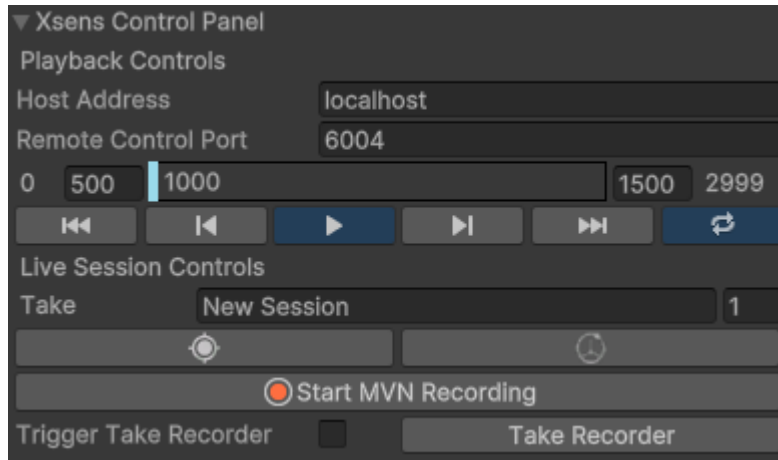 Xsens Control Panel
Playback Controls
Host Address localhost
Remote Control Port 6004
0 500 1000 1500 2999
Live Session Controls
Take New Session 1
Start MVN Recording
Trigger Take Recorder Take Recorder